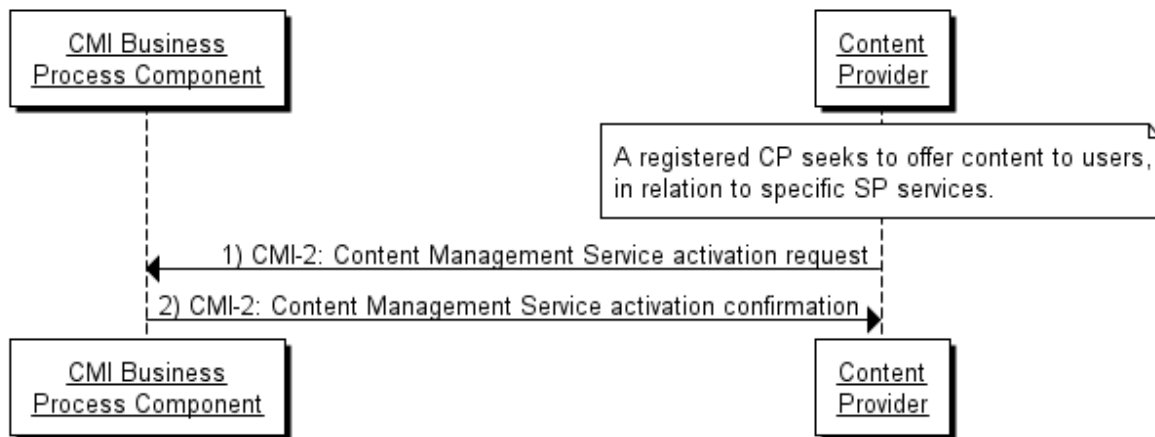 CMI Business
Process Component
Content
Provider
A registered CP seeks to offer content to users,
in relation to specific SP services.
1) CMI-2: Content Management Service activation request
2) CMI-2: Content Management Service activation confirmation
CMI Business
Process Component
Content
Provider